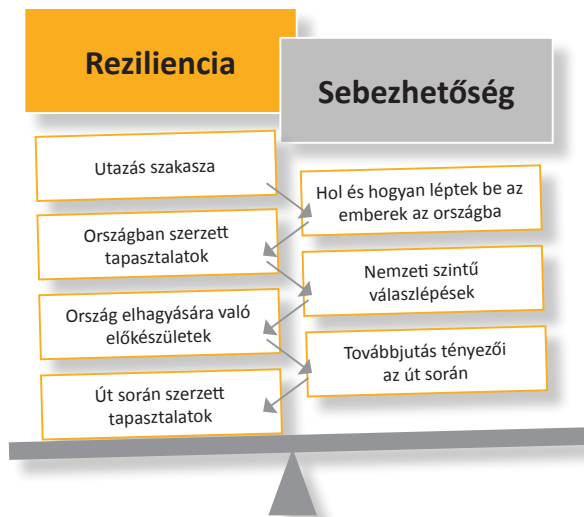 Reziliencia
Sebezhetőség
Utazás szakasza
Hol és hogyan léptek be az
emberek az országba
Országban szerzett
tapasztalatok
Nemzeti szintű
válaszlépések
Ország elhagyására való
előkészületek
Továbbjutás tényezői
az út során
Út során szerzett
tapasztalatok